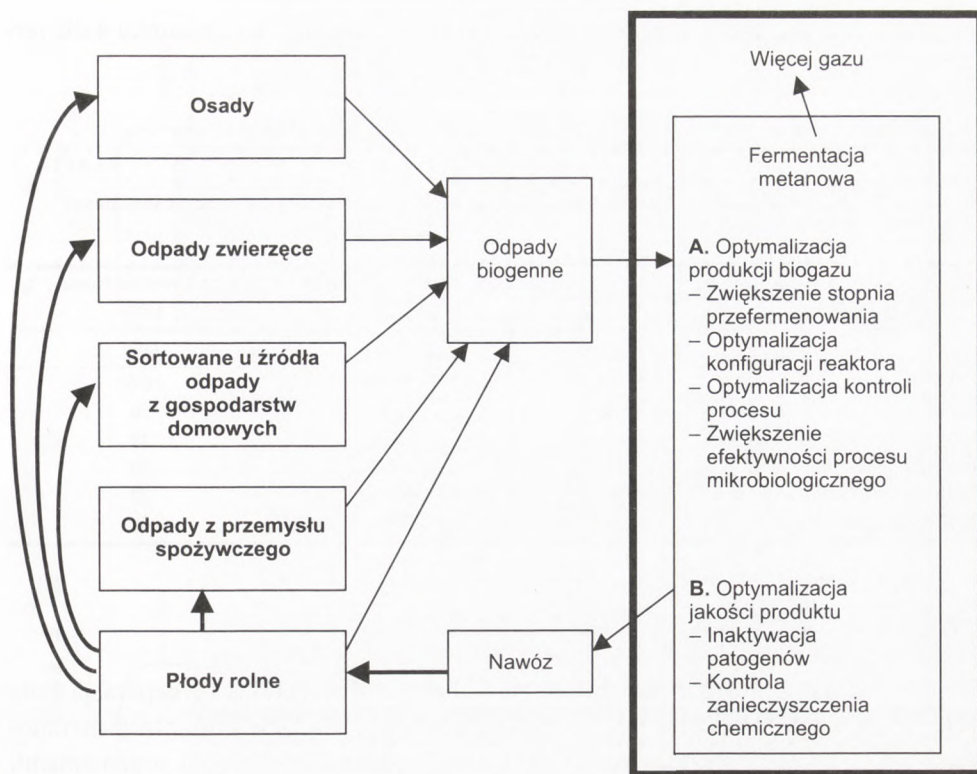 Osady
Odpady zwierzęce
Sortowane u źródła
odpady
z gospodarstw
domowych
Odpady z przemysłu
spożywczego
Płody rolne
Odpady
biogenne
Nawóz
Więcej gazu
Fermentacja
metanowa
A. Optymalizacja
produkcji biogazu
– Zwiększenie stopnia
przefermenowania
– Optymalizacja
konfiguracji reaktora
– Optymalizacja kontroli
procesu
– Zwiększenie
efektywności procesu
mikrobiologicznego
B. Optymalizacja
jakości produktu
– Inaktywacja
patogenów
– Kontrola
zanieczyszczenia
chemicznego